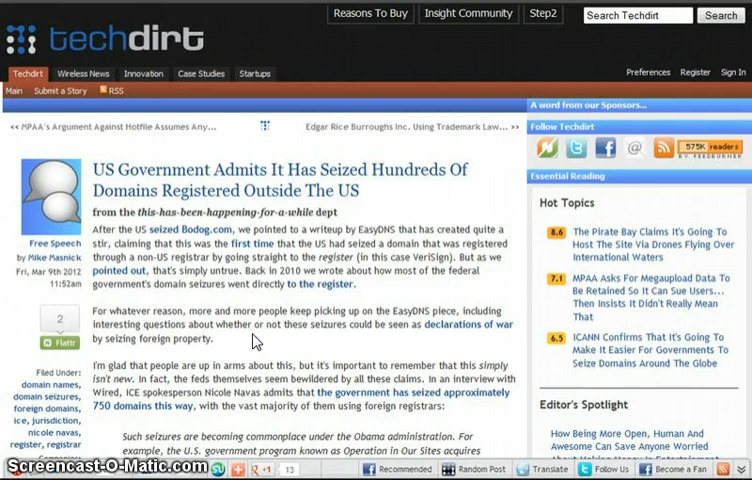 Reasons To Buy
Insight Community
Step2
Search Techdirt
Search
techdirt
Techdirt
Wireless News
Innovation
Case Studies
Startups
Preferences
Register
Sign In
Main
Submit a Story
RSS
<< MPAA's Argument Against Hotfile Assumes Any...
Edgar Rice Burroughs Inc. Using Trademark Law... >>
US Government Admits It Has Seized Hundreds Of
Domains Registered Outside The US
from the this-has-been-happening-for-a-while dept
Free Speech
by Mike Masnick
Fri, Mar 9th 2012
11:52am
2
Flattr
Filed Under:
domain names,
domain seizures,
foreign domains,
ice, jurisdiction,
nicole navas,
register, registrar
Companies:
After the US seized Bodog.com, we pointed to a writeup by EasyDNS that has created quite a
stir, claiming that this was the first time that the US had seized a domain that was registered
through a non-US registrar by going straight to the register (in this case VeriSign). But as we
pointed out, that's simply untrue. Back in 2010 we wrote about how most of the federal
government's domain seizures went directly to the register.
For whatever reason, more and more people keep picking up on the EasyDNS piece, including
interesting questions about whether or not these seizures could be seen as declarations of war
by seizing foreign property.
I'm glad that people are up in arms about this, but it's important to remember that this simply
isn't new. In fact, the feds themselves seem bewildered by all these claims. In an interview with
Wired, ICE spokesperson Nicole Navas admits that the government has seized approximately
750 domains this way, with the vast majority of them using foreign registrars:
Such seizures are becoming commonplace under the Obama administration. For
example, the U.S. government program known as Operation in Our Sites acquires
A word from our Sponsors...
Follow Techdirt
575K readers
BY FEEDBURNER
Essential Reading
Hot Topics
8.6
The Pirate Bay Claims It's Going To
Host The Site Via Drones Flying Over
International Waters
7.1
MPAA Asks For Megaupload Data To
Be Retained So It Can Sue Users...
Then Insists It Didn't Really Mean
That
6.5
ICANN Confirms That It's Going To
Make It Easier For Governments To
Seize Domains Around The Globe
Editor's Spotlight
How Being More Open, Human And
Awesome Can Save Anyone Worried
Screencast-O-Matic.com
+1
13
Recommended
Random Post
Translate
Follow Us
Become a Fan